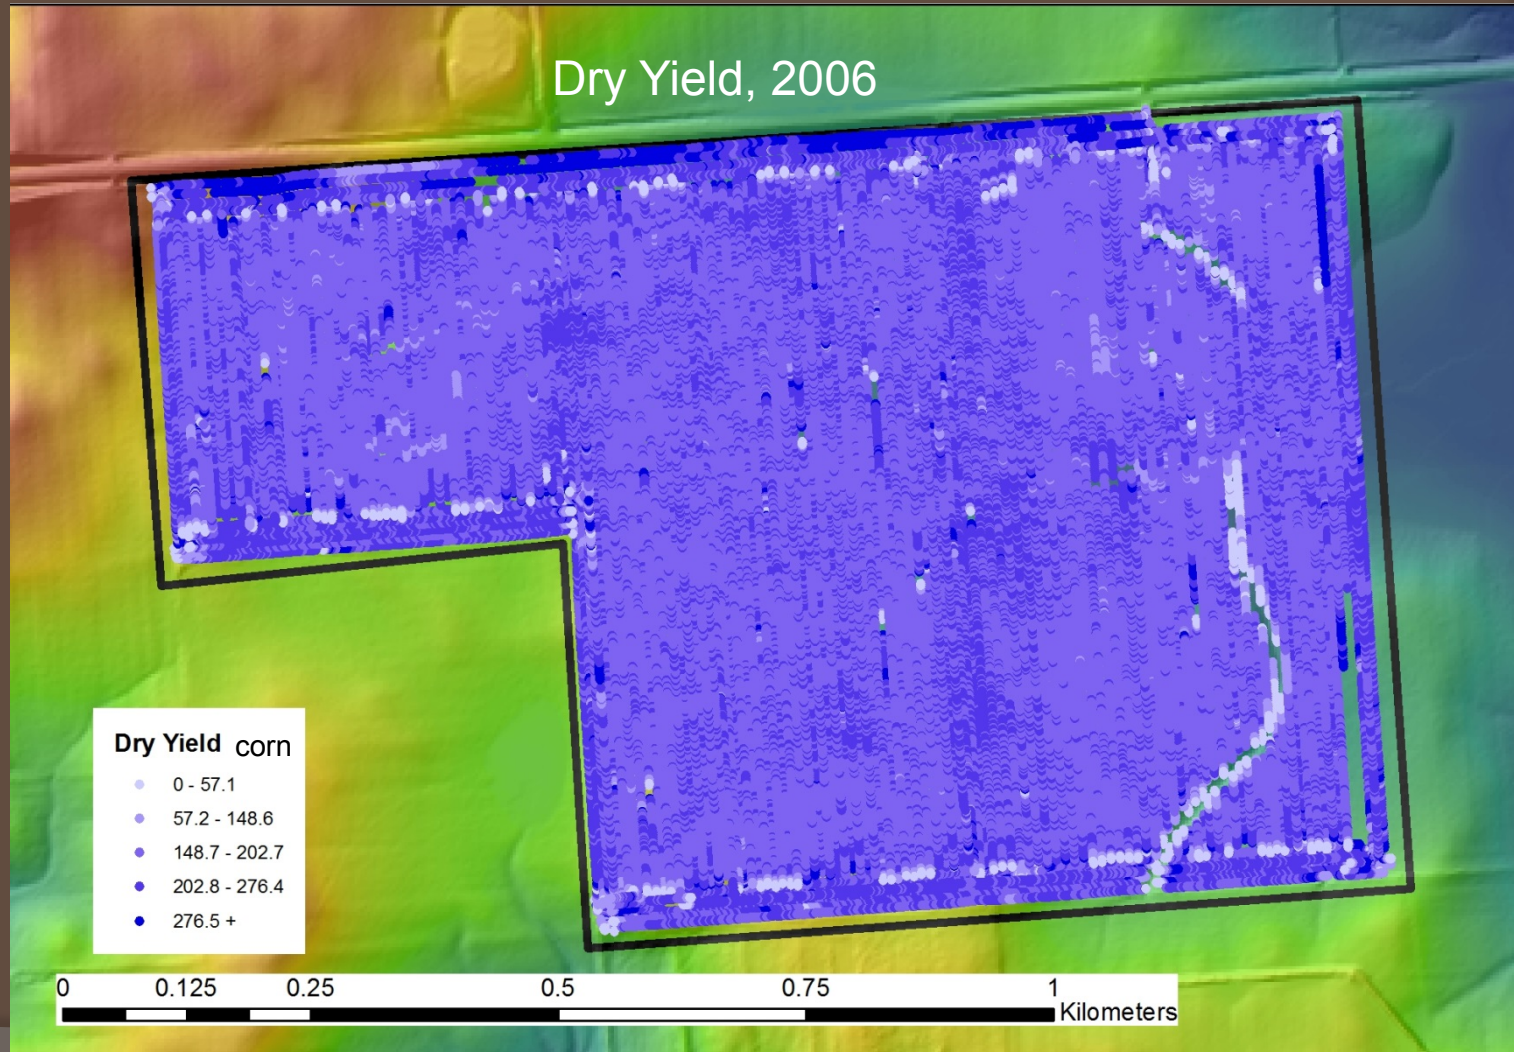 Dry Yield, 2006
Dry Yield corn
0 - 57.1
57.2 - 148.6
148.7 - 202.7
202.8 - 276.4
276.5 +
0 0.125 0.25 0.5 0.75 1
Kilometers